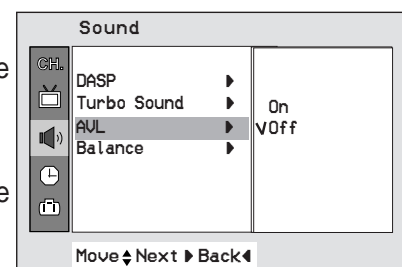 Sound
e
CH.
DASP
Turbo Sound
On
AVL
√Off
Balance
e
Move Next Back